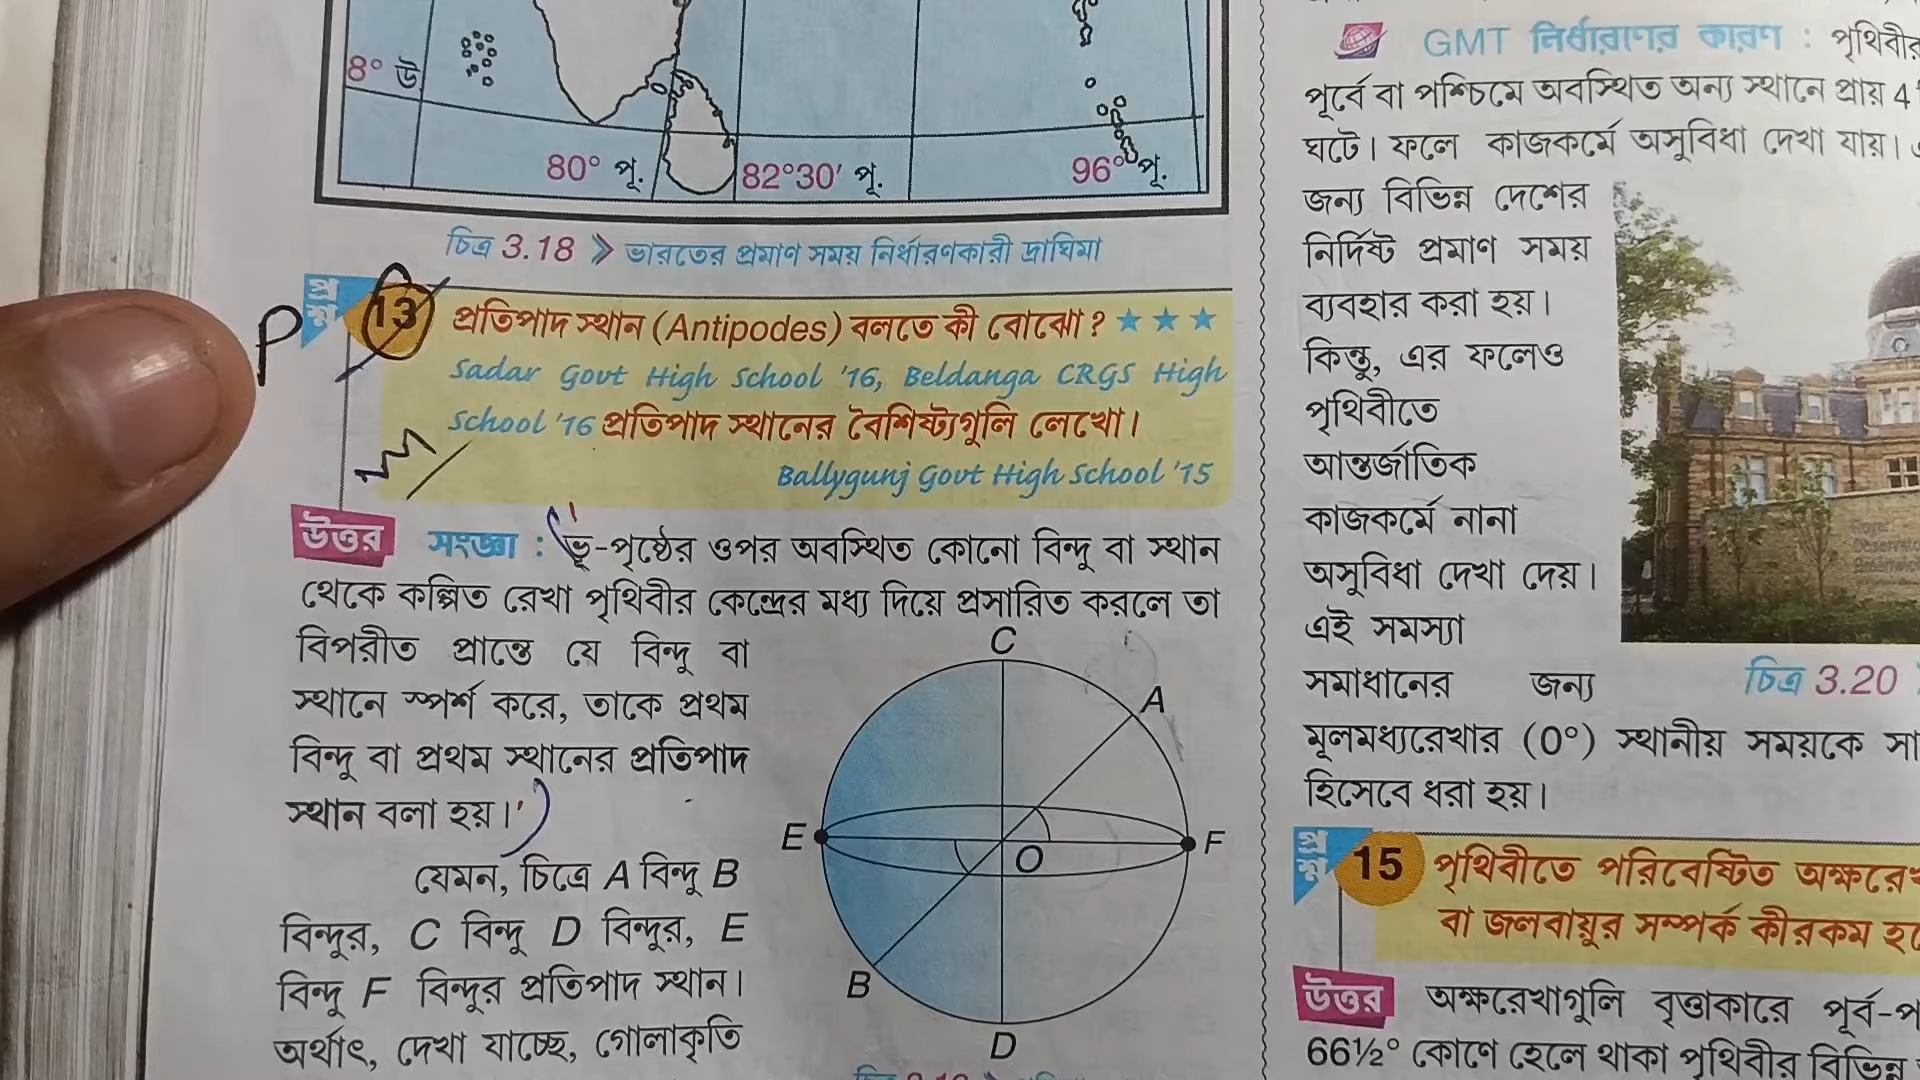 8° উ
80° পূ.
82°30′ পূ.
96° পূ.
চিত্র 3.18 » ভারতের প্রমাণ সময় নির্ধারণকারী দ্রাঘিমা
P
প্রশ্ন 13 প্রতিপাদ স্থান (Antipodes) বলতে কী বোঝো? ★ ★ ★
Sadar Govt High School '16, Beldanga CRGS High
School '16 প্রতিপাদ স্থানের বৈশিষ্ট্যগুলি লেখো।
Ballygunj Govt High School '15
উত্তর সংজ্ঞা : ভূ-পৃষ্ঠের ওপর অবস্থিত কোনো বিন্দু বা স্থান
থেকে কল্পিত রেখা পৃথিবীর কেন্দ্রের মধ্য দিয়ে প্রসারিত করলে তা
বিপরীত প্রান্তে যে বিন্দু বা
স্থানে স্পর্শ করে, তাকে প্রথম
বিন্দু বা প্রথম স্থানের প্রতিপাদ
স্থান বলা হয়।
যেমন, চিত্রে A বিন্দু B
বিন্দুর, C বিন্দু D বিন্দুর, E
বিন্দু F বিন্দুর প্রতিপাদ স্থান।
অর্থাৎ, দেখা যাচ্ছে, গোলাকৃতি
C
A
E
O
F
B
D
GMT নির্ধারণের কারণ : পৃথিবীর
পূর্বে বা পশ্চিমে অবস্থিত অন্য স্থানে প্রায় 4
ঘটে। ফলে কাজকর্মে অসুবিধা দেখা যায়।
জন্য বিভিন্ন দেশের
নির্দিষ্ট প্রমাণ সময়
ব্যবহার করা হয়।
কিন্তু, এর ফলেও
পৃথিবীতে
আন্তর্জাতিক
কাজকর্মে নানা
অসুবিধা দেখা দেয়।
এই সমস্যা
সমাধানের জন্য
চিত্র 3.20
মূলমধ্যরেখার (0°) স্থানীয় সময়কে
হিসেবে ধরা হয়।
প্রশ্ন 15 পৃথিবীতে পরিবেষ্টিত
বা জলবায়ুর সম্পর্ক কীরকম
উত্তর অক্ষরেখাগুলি বৃত্তাকারে
66½° কোণে হেলে থাকা পৃথিবীর বিভিন্ন